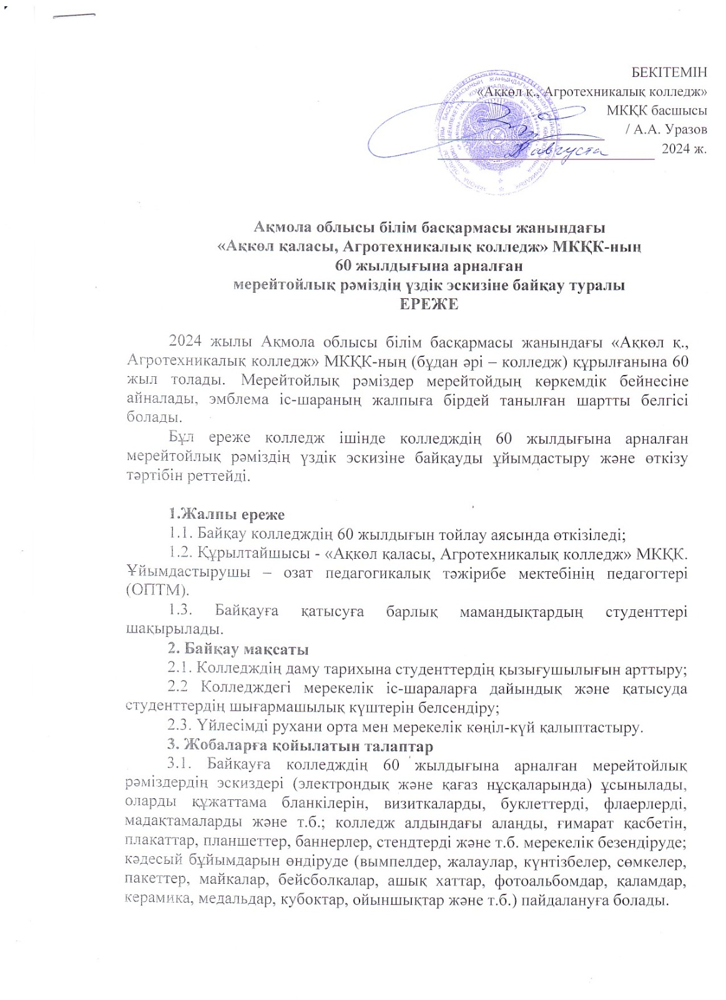 БЕКІТЕМІН
«Ақкөл қ., Агротехникалық колледж»
МКҚК басшысы
/ А.А. Уразов
августа 2024 ж.
Ақмола облысы білім басқармасы жанындағы
«Ақкөл қаласы, Агротехникалық колледж» МКҚК-ның
60 жылдығына арналған
мерейтойлық рәміздің үздік эскизіне байқау туралы
ЕРЕЖЕ
2024 жылы Ақмола облысы білім басқармасы жанындағы «Ақкөл қ.,
Агротехникалық колледж» МКҚК-ның (бұдан әрі – колледж) құрылғанына 60
жыл толады. Мерейтойлық рәміздер мерейтойдың көркемдік бейнесіне
айналады, эмблема іс-шараның жалпыға бірдей танылған шартты белгісі
болады.
Бұл ереже колледж ішінде колледждің 60 жылдығына арналған
мерейтойлық рәміздің үздік эскизіне байқауды ұйымдастыру және өткізу
тәртібін реттейді.
1.Жалпы ереже
1.1. Байқау колледждің 60 жылдығын тойлау аясында өткізіледі;
1.2. Құрылтайшысы - «Ақкөл қаласы, Агротехникалық колледж» МКҚК.
Ұйымдастырушы – озат педагогикалық тәжірибе мектебінің педагогтері
(ОПТМ).
1.3. Байқауға қатысуға барлық мамандықтардың студенттері
шақырылады.
2. Байқау мақсаты
2.1. Колледждің даму тарихына студенттердің қызығушылығын арттыру;
2.2 Колледждегі мерекелік іс-шараларға дайындық және қатысуда
студенттердің шығармашылық күштерін белсендіру;
2.3. Үйлесімді рухани орта мен мерекелік көңіл-күй қалыптастыру.
3. Жобаларға қойылатын талаптар
3.1. Байқауға колледждің 60 жылдығына арналған мерейтойлық
рәміздердің эскиздері (электрондық және қағаз нұсқаларында) ұсынылады,
оларды құжаттама бланкілерін, визиткаларды, буклеттерді, флаерлерді,
мадақтамаларды және т.б.; колледж алдындағы алаңды, ғимарат қасбетін,
плакаттар, планшеттер, баннерлер, стендтерді және т.б. мерекелік безендіруде;
кәдесый бұйымдарын өндіруде (вымпелдер, жалаулар, күнтізбелер, сөмкелер,
пакеттер, майкалар, бейсболкалар, ашық хаттар, фотоальбомдар, қаламдар,
керамика, медальдар, кубоктар, ойыншықтар және т.б.) пайдалануға болады.